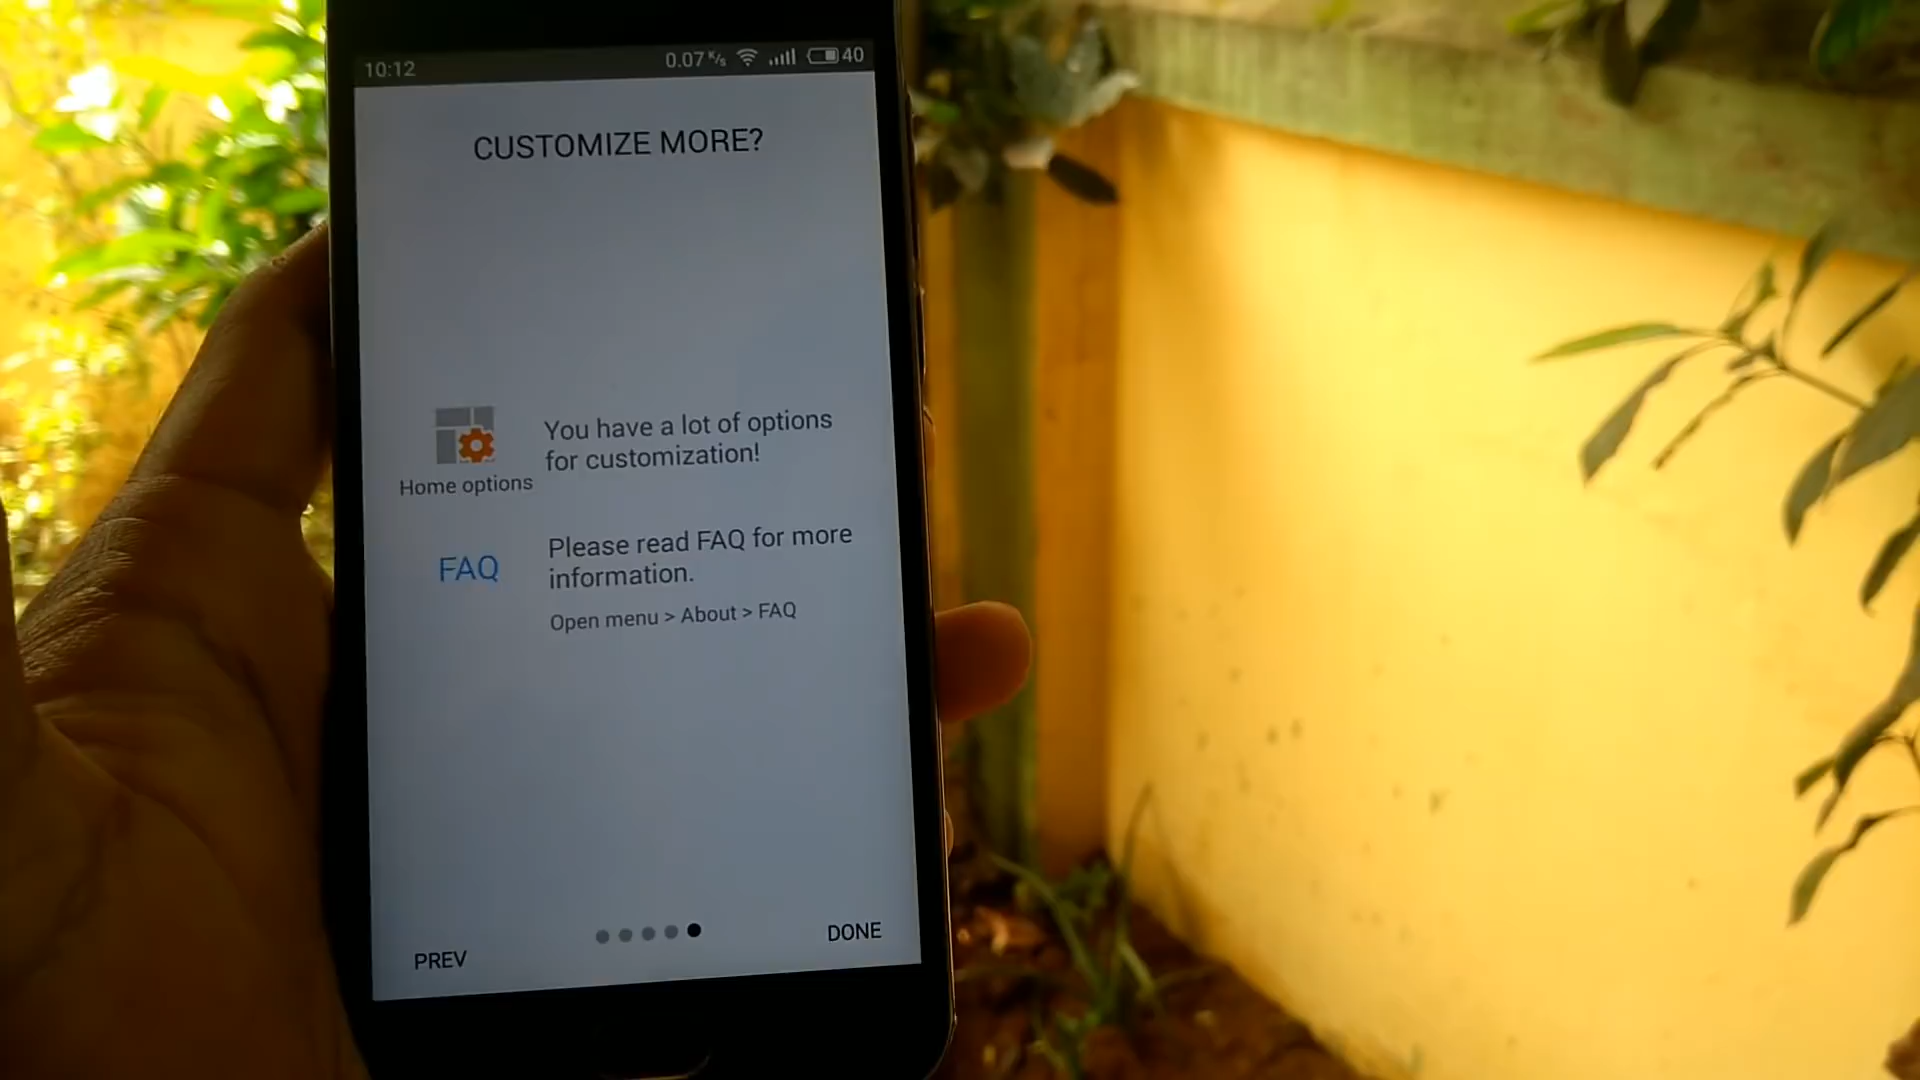 10:12 0.07 K/s 40
CUSTOMIZE MORE?
You have a lot of options
for customization!
Home options
FAQ
Please read FAQ for more
information.
Open menu > About > FAQ
PREV
DONE